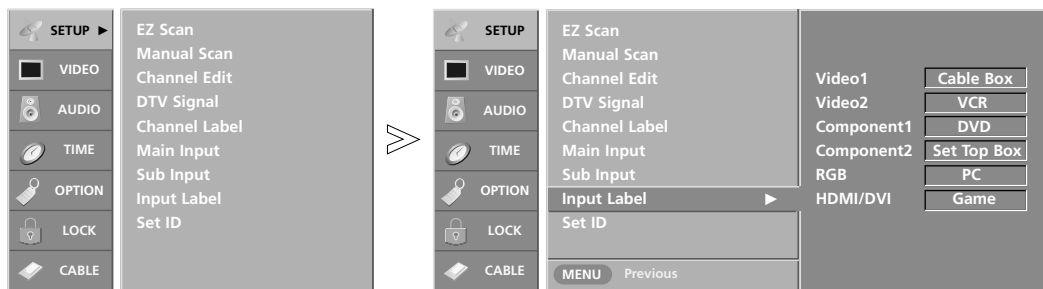 SETUP ►
VIDEO
AUDIO
TIME
OPTION
LOCK
CABLE
EZ Scan
Manual Scan
Channel Edit
DTV Signal
Channel Label
Main Input
Sub Input
Input Label
Set ID
SETUP
VIDEO
AUDIO
TIME
OPTION
LOCK
CABLE
EZ Scan
Manual Scan
Channel Edit
DTV Signal
Channel Label
Main Input
Sub Input
Input Label ►
Set ID
MENU Previous
Video1 Cable Box
Video2 VCR
Component1 DVD
Component2 Set Top Box
RGB PC
HDMI/DVI Game